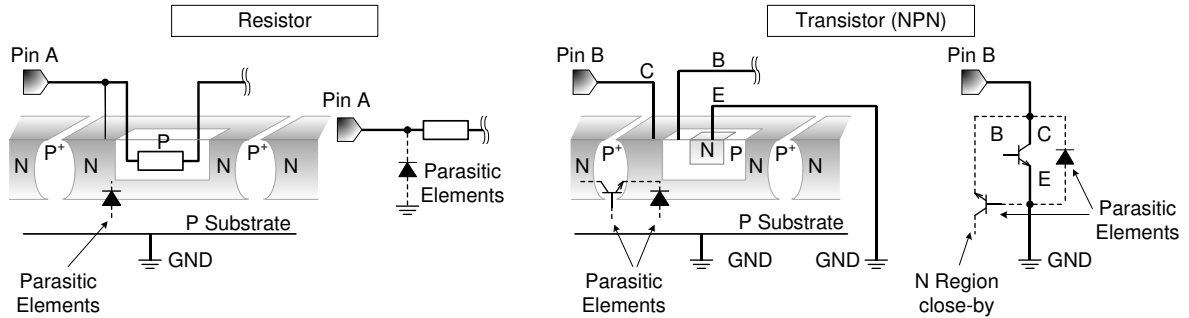 Resistor
Transistor (NPN)
Pin A
Pin B
C
B
E
Pin B
Pin A
N
P+
N
P
N
P+
N
Parasitic
Elements
N
P+
N
N
P
N
P+
N
B
C
E
P Substrate
GND
Parasitic
Elements
P Substrate
GND
GND
Parasitic
Elements
GND
N Region
close-by
Parasitic
Elements